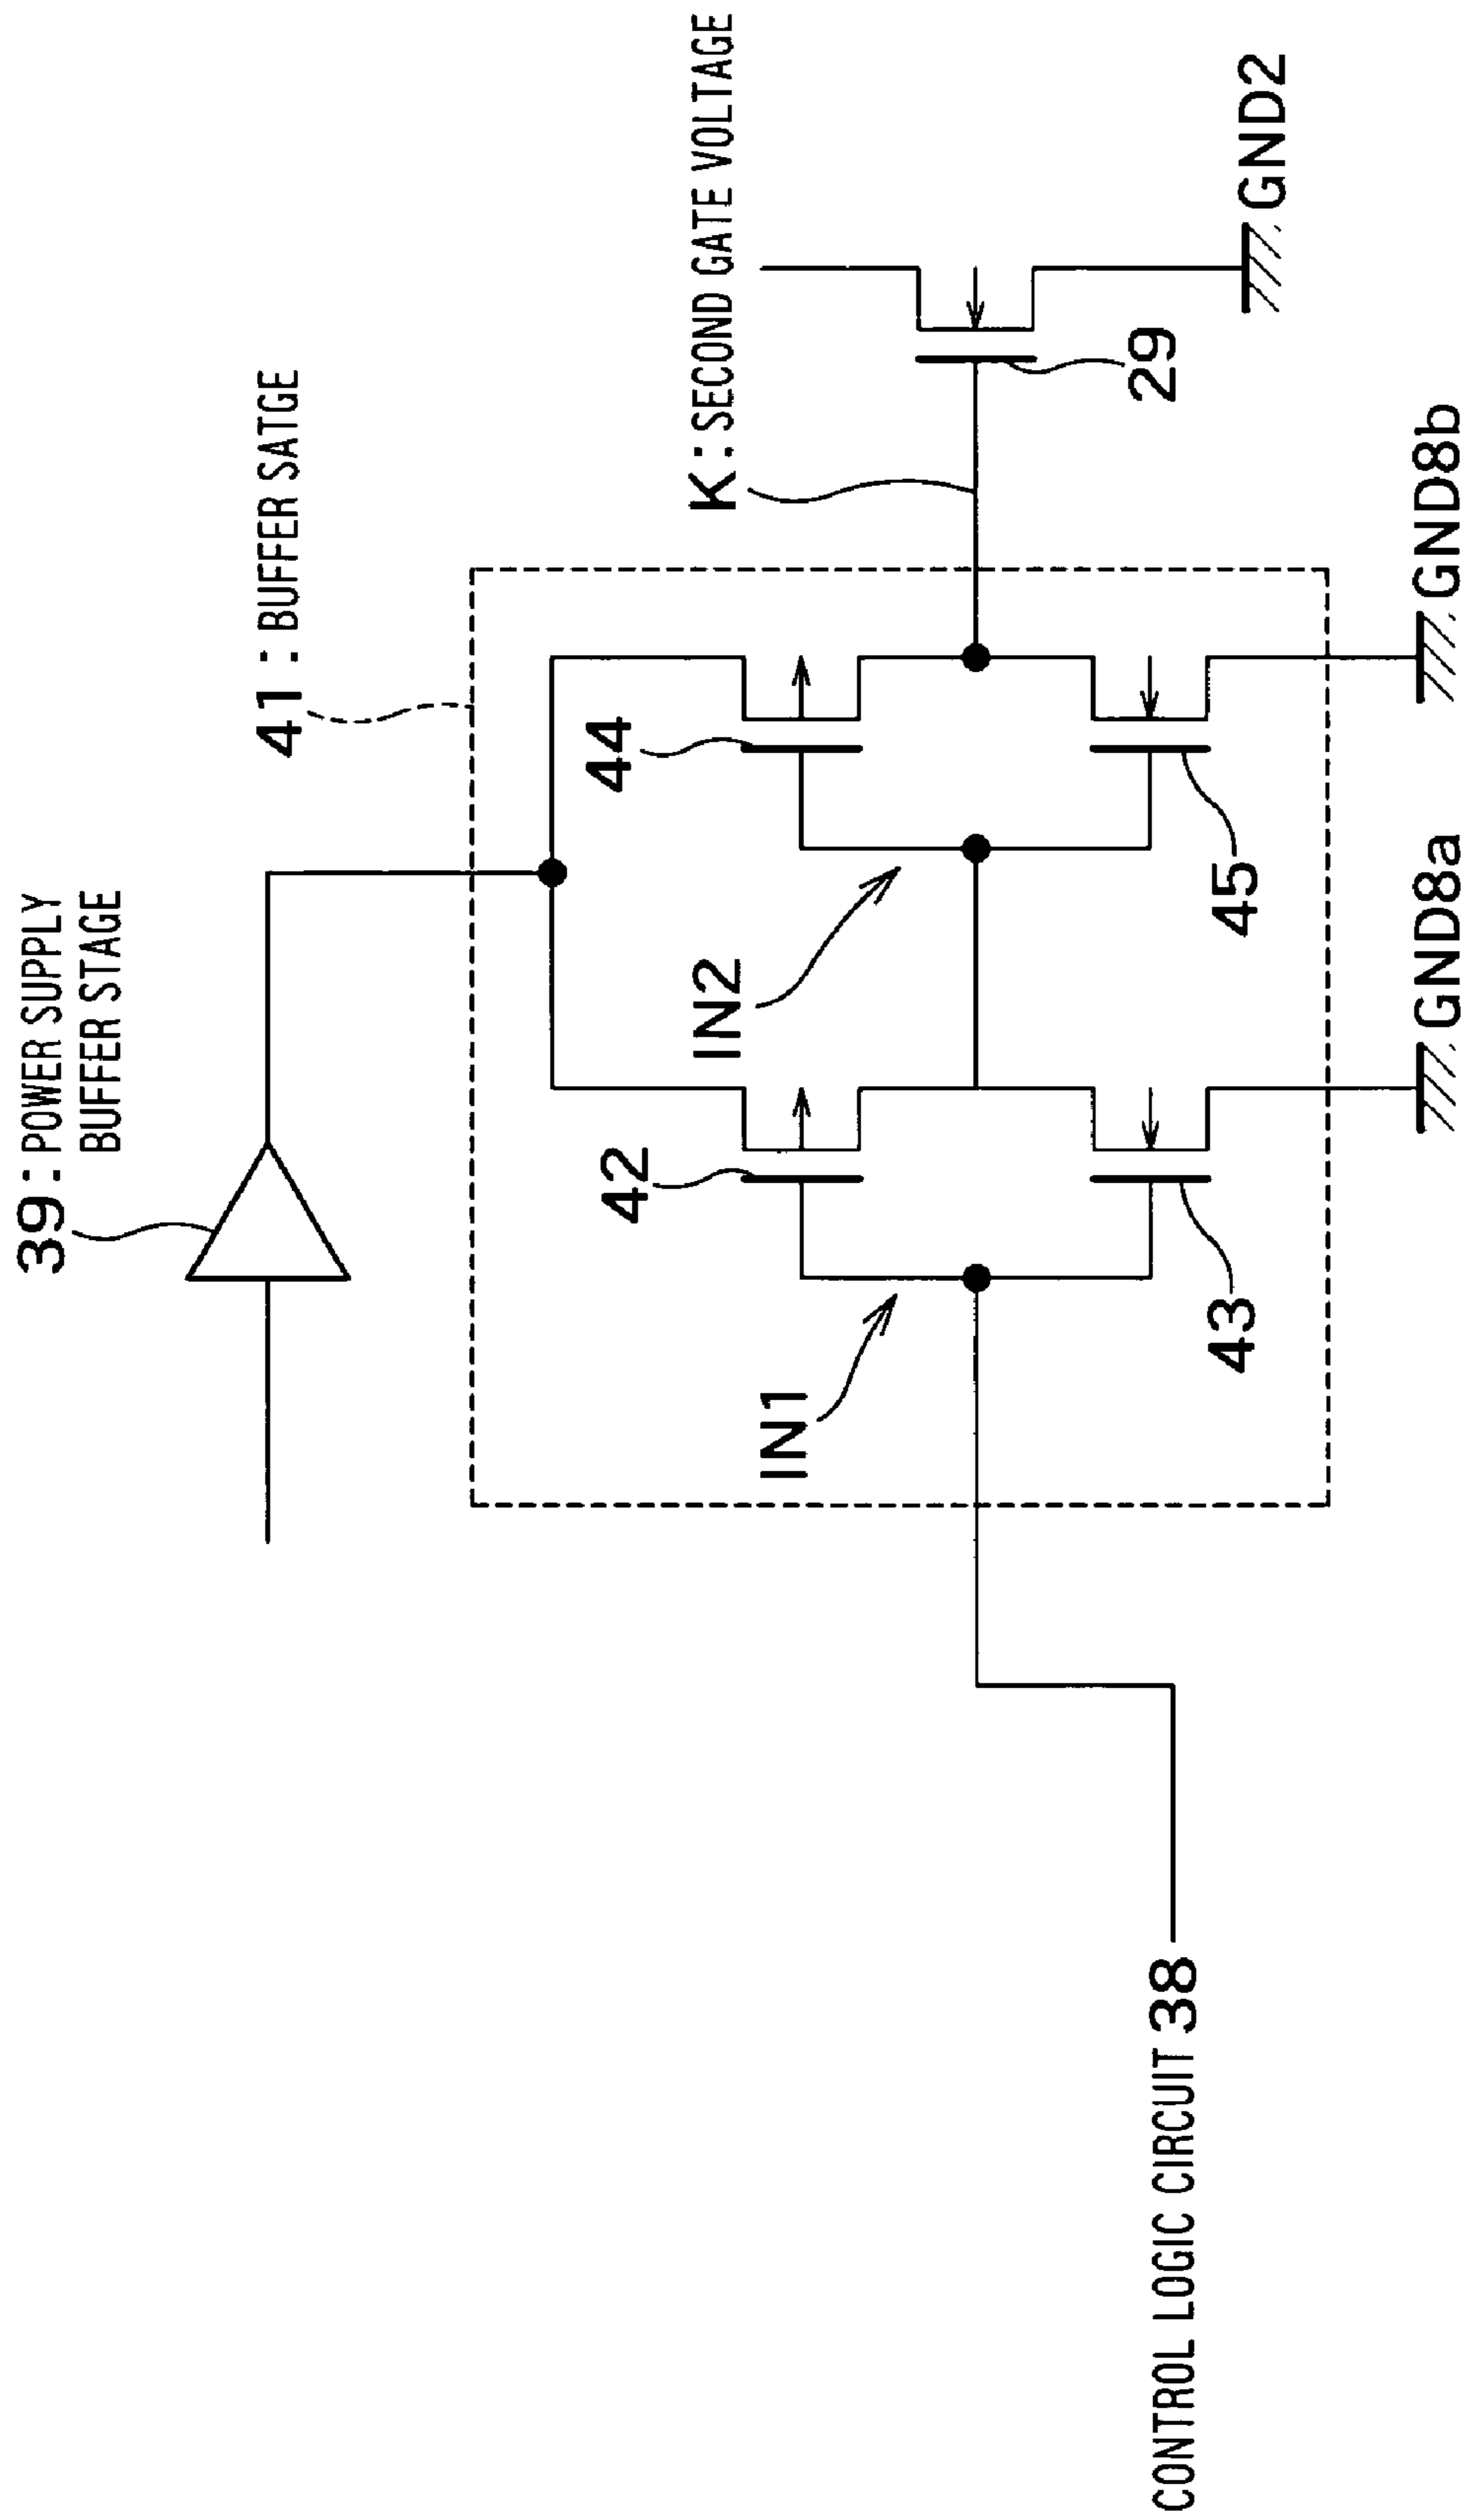 39: POWER SUPPLY
BUFFER STAGE
41: BUFFER SATGE
K: SECOND GATE VOLTAGE
44
42
IN2
IN1
29
45
43
GND2
GND8b
GND8a
CONTROL LOGIC CIRCUIT 38